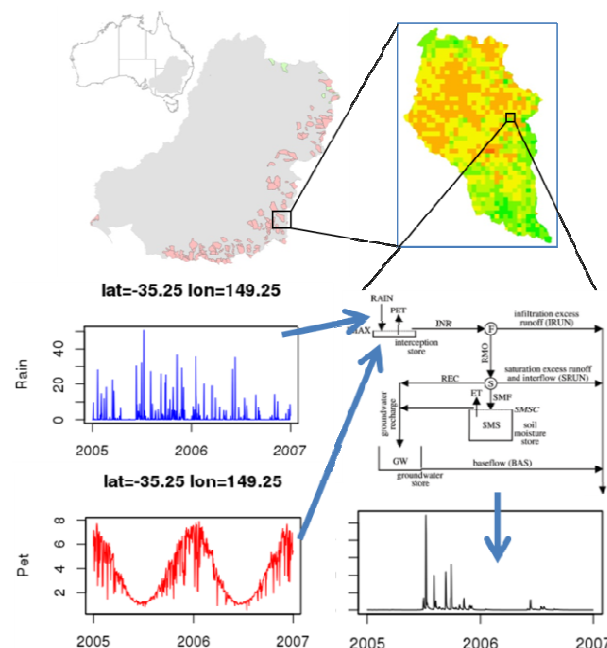 lat=-35.25 lon=149.25
Rain
40
20
0
2005 2006 2007
lat=-35.25 lon=149.25
Pet
8
6
4
2
2005 2006 2007
RAIN
PET
INR
interception
store
F
infiltration excess
runoff (IRUN)
RMO
REC
S
saturation excess runoff
and interflow (SRUN)
ET
SMF
SMSC
SMS
soil
moisture
store
groundwater
recharge
GW
groundwater
store
baseflow (BAS)
2005 2006 2007